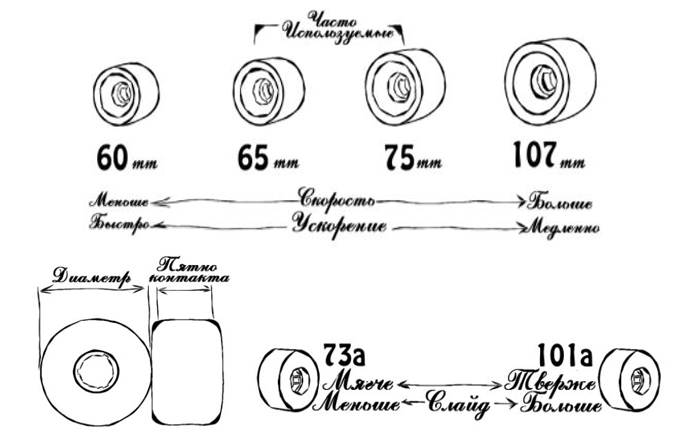 Часто
Используемые
60 mm
65 mm
75 mm
107 mm
Меньше Скорость Больше
Быстро Ускорение Медленно
Диаметр
Пятно
контакта
73a
Мягче
Меньше
Слайд
101a
Тверже
Больше